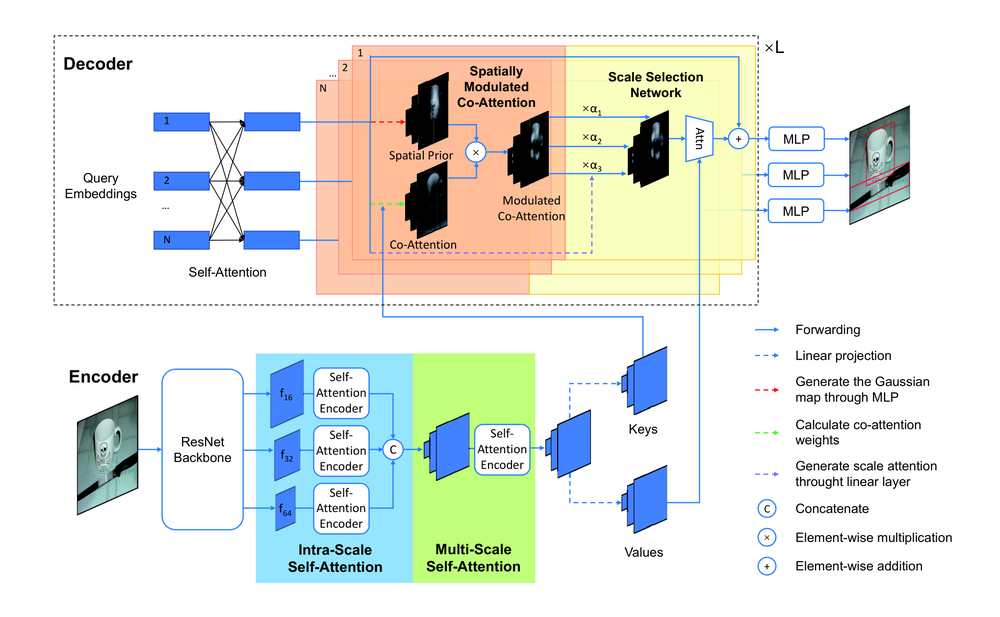 ×L
Decoder
1
2
...
N
Spatially
Modulated
Co-Attention
Scale Selection
Network
1
Query
Embeddings
2
...
N
Self-Attention
Spatial Prior
×
Co-Attention
Modulated
Co-Attention
×α1
×α2
×α3
Attn
+
MLP
MLP
MLP
Encoder
ResNet
Backbone
f16
f32
f64
Self-
Attention
Encoder
Self-
Attention
Encoder
Self-
Attention
Encoder
C
Self-
Attention
Encoder
Intra-Scale
Self-Attention
Multi-Scale
Self-Attention
Keys
Values
Forwarding
Linear projection
Generate the Gaussian
map through MLP
Calculate co-attention
weights
Generate scale attention
throught linear layer
C Concatenate
× Element-wise multiplication
+ Element-wise addition